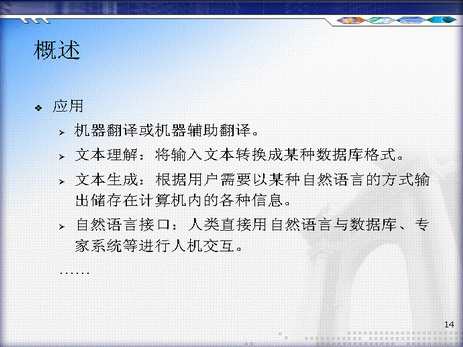 概述
❖ 应用
➢ 机器翻译或机器辅助翻译。
➢ 文本理解：将输入文本转换成某种数据库格式。
➢ 文本生成：根据用户需要以某种自然语言的方式输
出储存在计算机内的各种信息。
➢ 自然语言接口：人类直接用自然语言与数据库、专
家系统等进行人机交互。
……
14